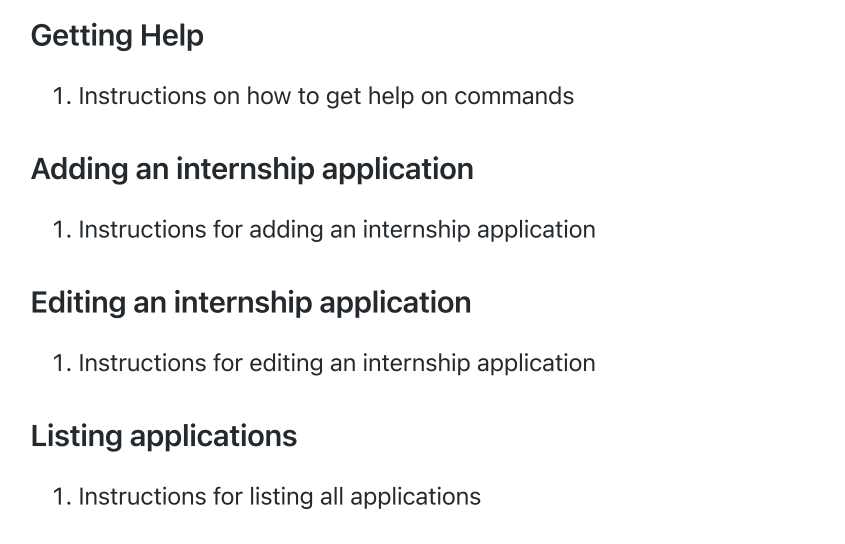 Getting Help
1. Instructions on how to get help on commands
Adding an internship application
1. Instructions for adding an internship application
Editing an internship application
1. Instructions for editing an internship application
Listing applications
1. Instructions for listing all applications